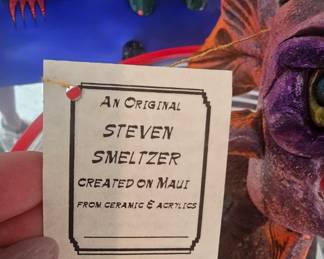 AN ORIGINAL
STEVEN
SMELTZER
CREATED ON MAUI
FROM CERAMIC & ACRYLICS